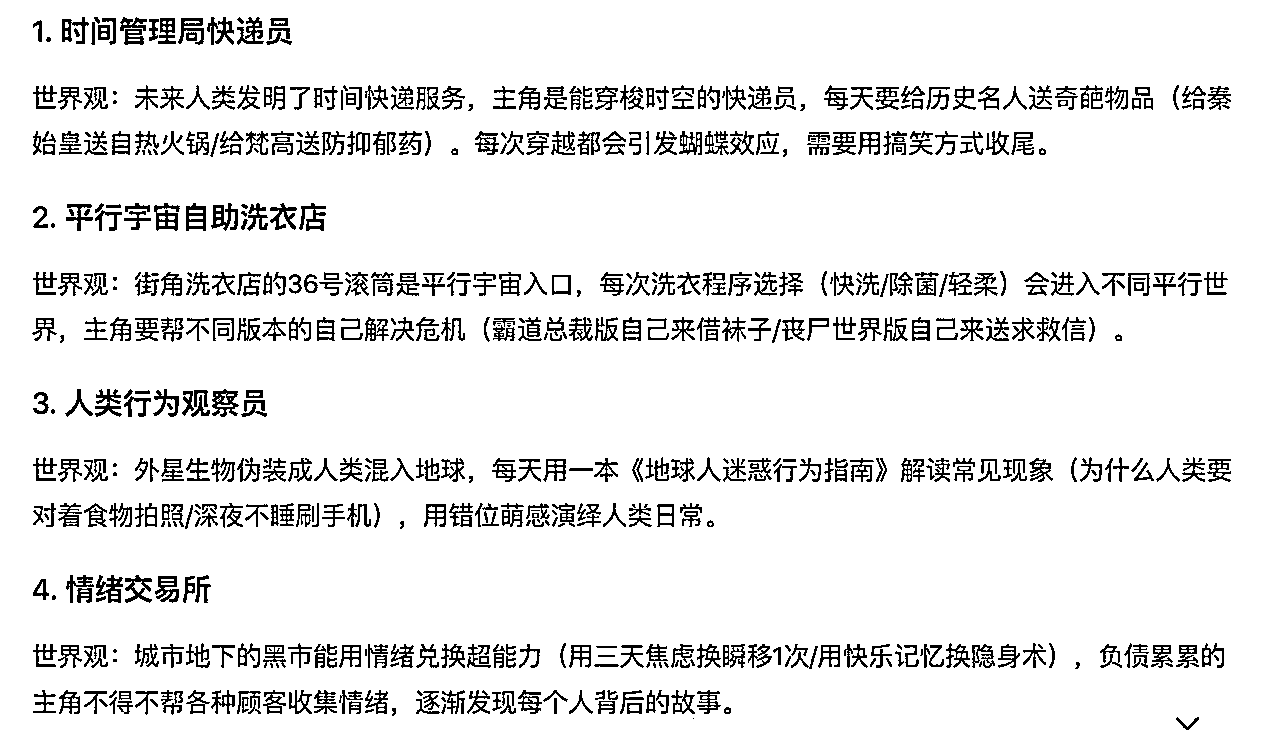 1. 时间管理局快递员
世界观：未来人类发明了时间快递服务，主角是能穿梭时空的快递员，每天要给历史名人送奇葩物品（给秦
始皇送自热火锅/给梵高送防抑郁药）。每次穿越都会引发蝴蝶效应，需要用搞笑方式收尾。
2. 平行宇宙自助洗衣店
世界观：街角洗衣店的36号滚筒是平行宇宙入口，每次洗衣程序选择（快洗/除菌/轻柔）会进入不同平行世
界，主角要帮不同版本的自己解决危机（霸道总裁版自己来借袜子/丧尸世界版自己来送求救信）。
3. 人类行为观察员
世界观：外星生物伪装成人类混入地球，每天用一本《地球人迷惑行为指南》解读常见现象（为什么人类要
对着食物拍照/深夜不睡刷手机），用错位萌感演绎人类日常。
4. 情绪交易所
世界观：城市地下的黑市能用情绪兑换超能力（用三天焦虑换瞬移1次/用快乐记忆换隐身术），负债累累的
主角不得不帮各种顾客收集情绪，逐渐发现每个人背后的故事。